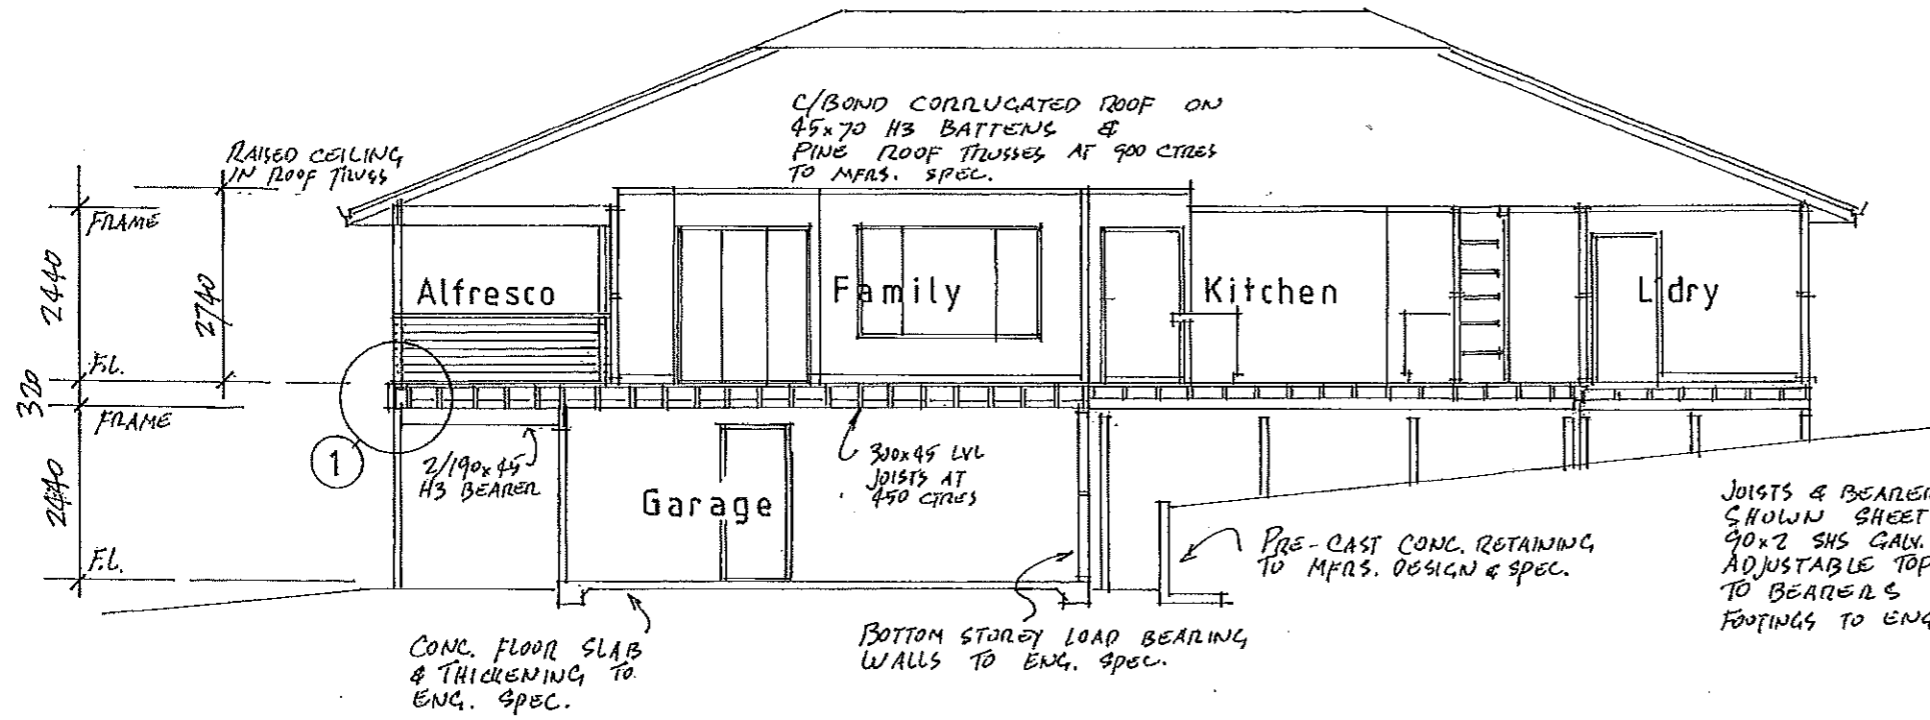 C/BOND CORRUGATED ROOF ON
45x70 H3 BATTENS &
PINE ROOF TRUSSES AT 900 CTRES
TO MFRS. SPEC.
RAISED CEILING
IN ROOF TRUSS
FRAME
2440
2740
F.L.
320
FRAME
2440
F.L.
Alfresco
Family
Kitchen
L'dry
1
2/190x45
H3 BEARER
300x45 LVL
JOISTS AT
450 CTRES
Garage
PRE-CAST CONC. RETAINING
TO MFRS. DESIGN & SPEC.
JOISTS & BEARER
SHOWN SHEET
90x2 SHS GALV.
ADJUSTABLE TOP
TO BEARERS
FOOTINGS TO ENG
CONC. FLOOR SLAB
& THICKENING TO
ENG. SPEC.
BOTTOM STOREY LOAD BEARING
WALLS TO ENG. SPEC.